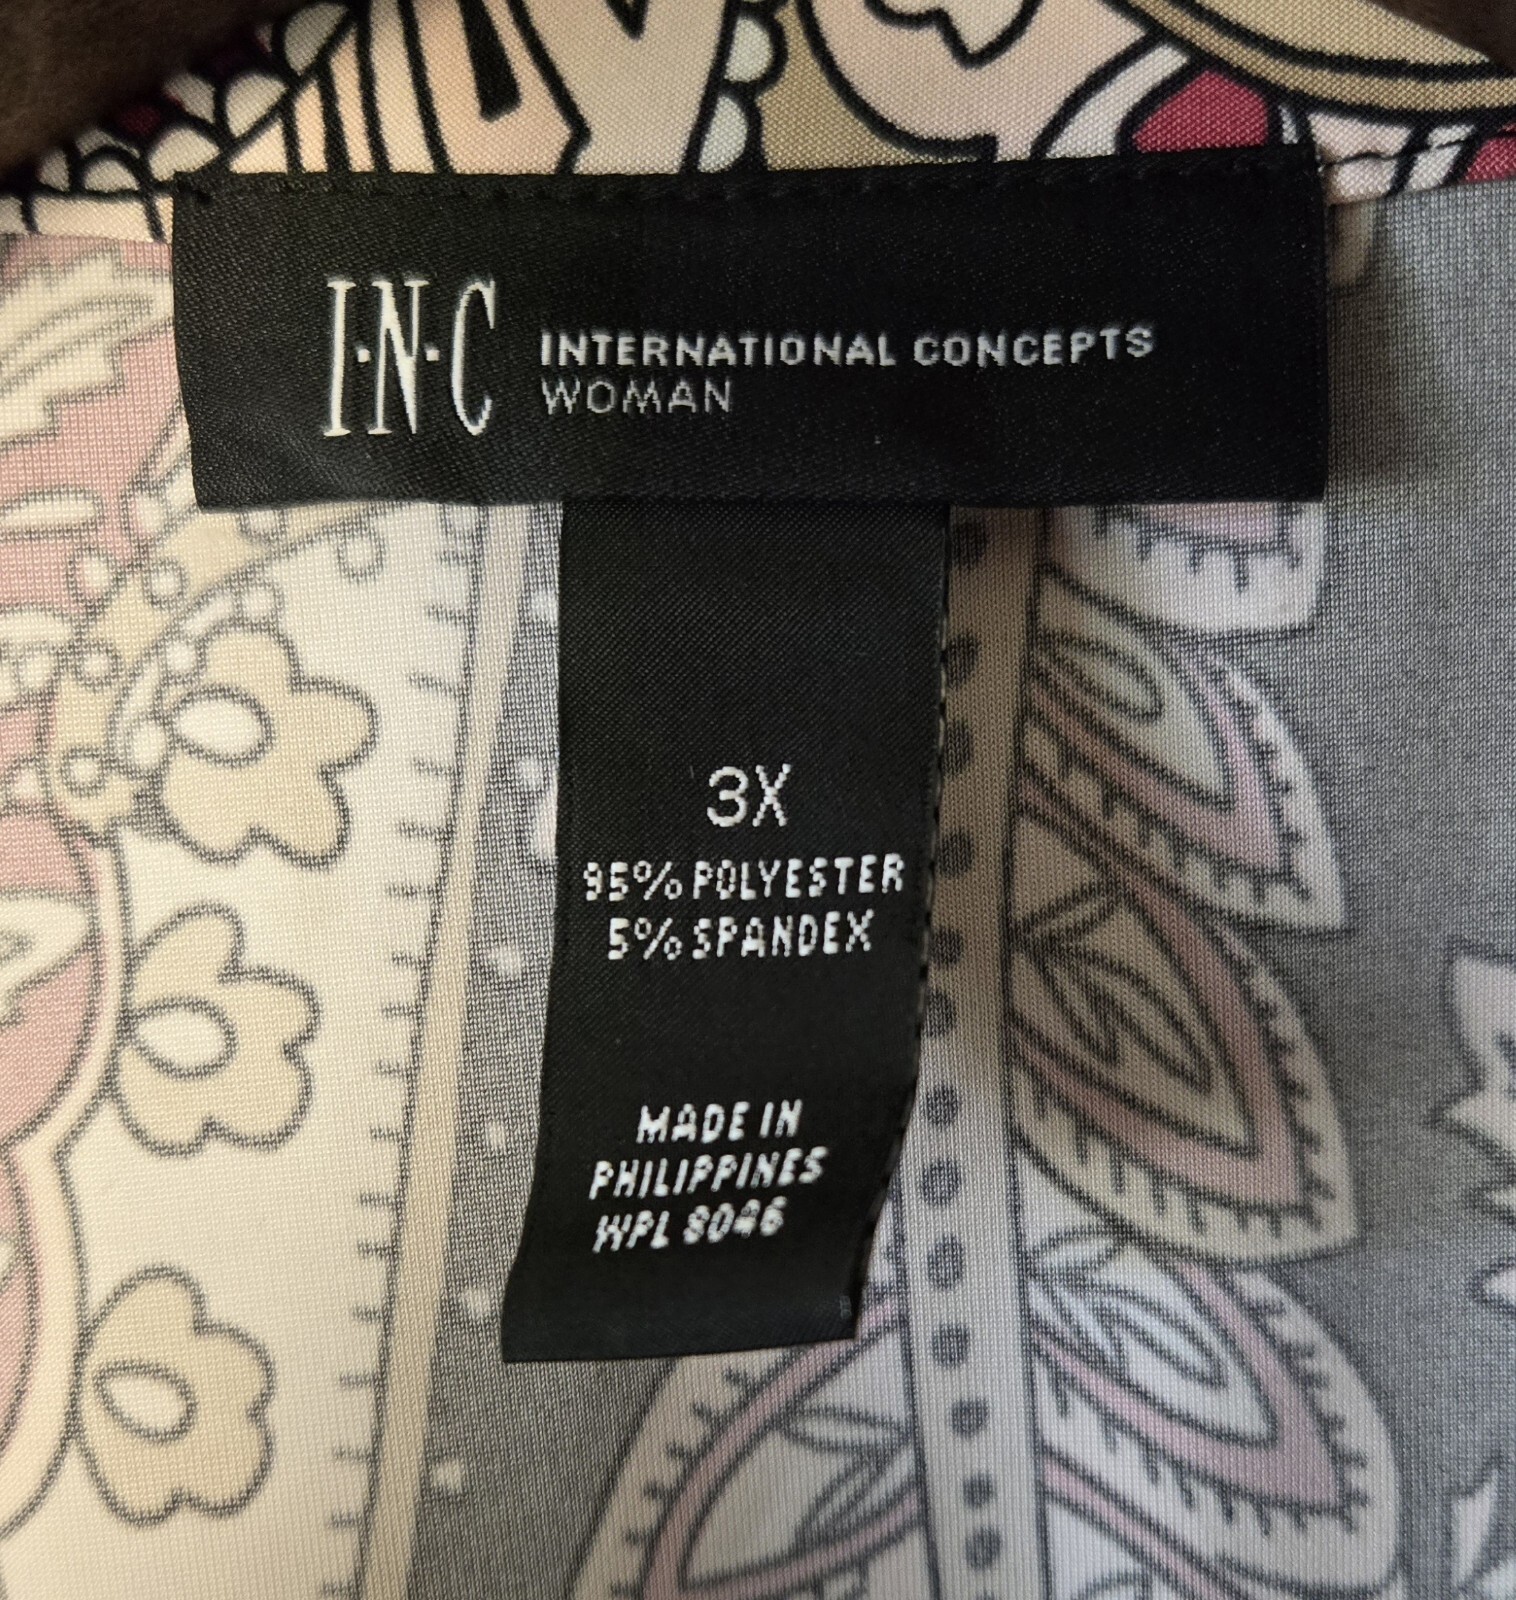 I·N·C INTERNATIONAL CONCEPTS
WOMAN
3X
95% POLYESTER
5% SPANDEX
MADE IN
PHILIPPINES
WPL 8046